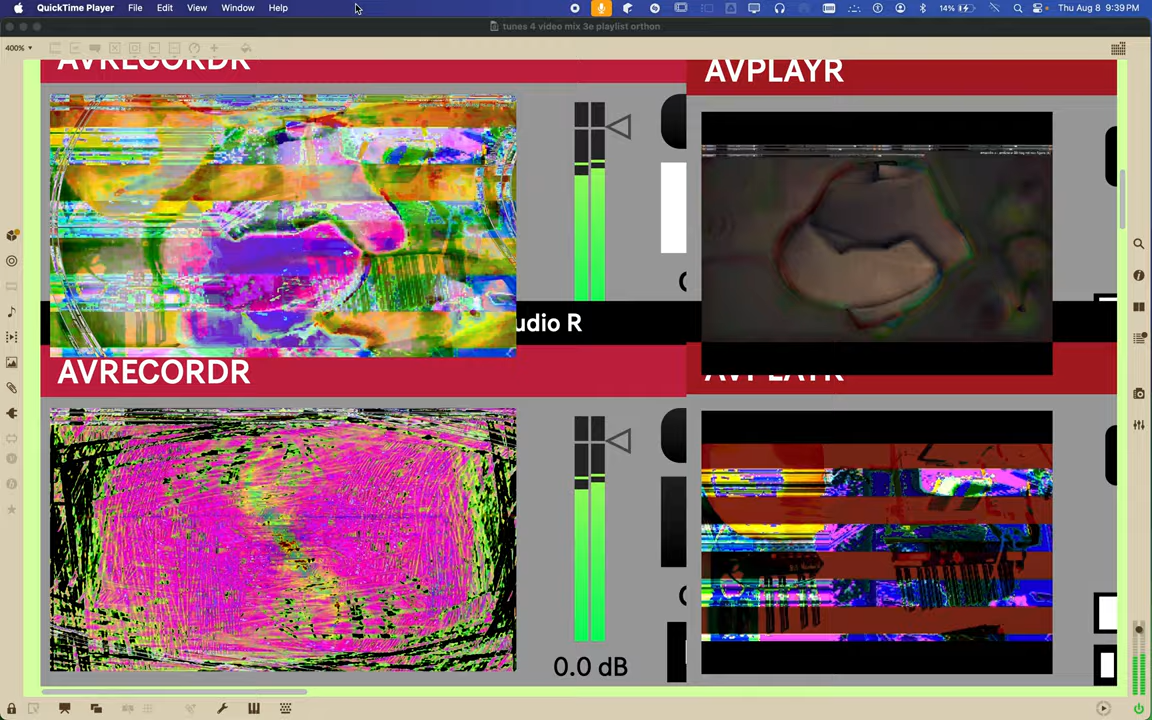 QuickTime Player File Edit View Window Help 14% Thu Aug 8 9:39 PM
tunes 4 video mix 3e playlist orthon
400%
AVRECORDR
AVPLAYR
udio R
AVRECORDR
AVPLAYR
0.0 dB